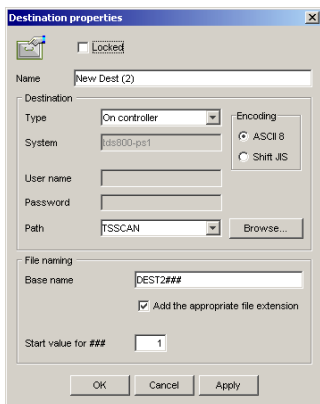 Destination properties
Locked
Name New Dest (2)
Destination
Type On controller
Encoding
ASCII 8
Shift JIS
System tds800-ps1
User name
Password
Path TSSCAN Browse...
File naming
Base name DEST2###
Add the appropriate file extension
Start value for ### 1
OK Cancel Apply